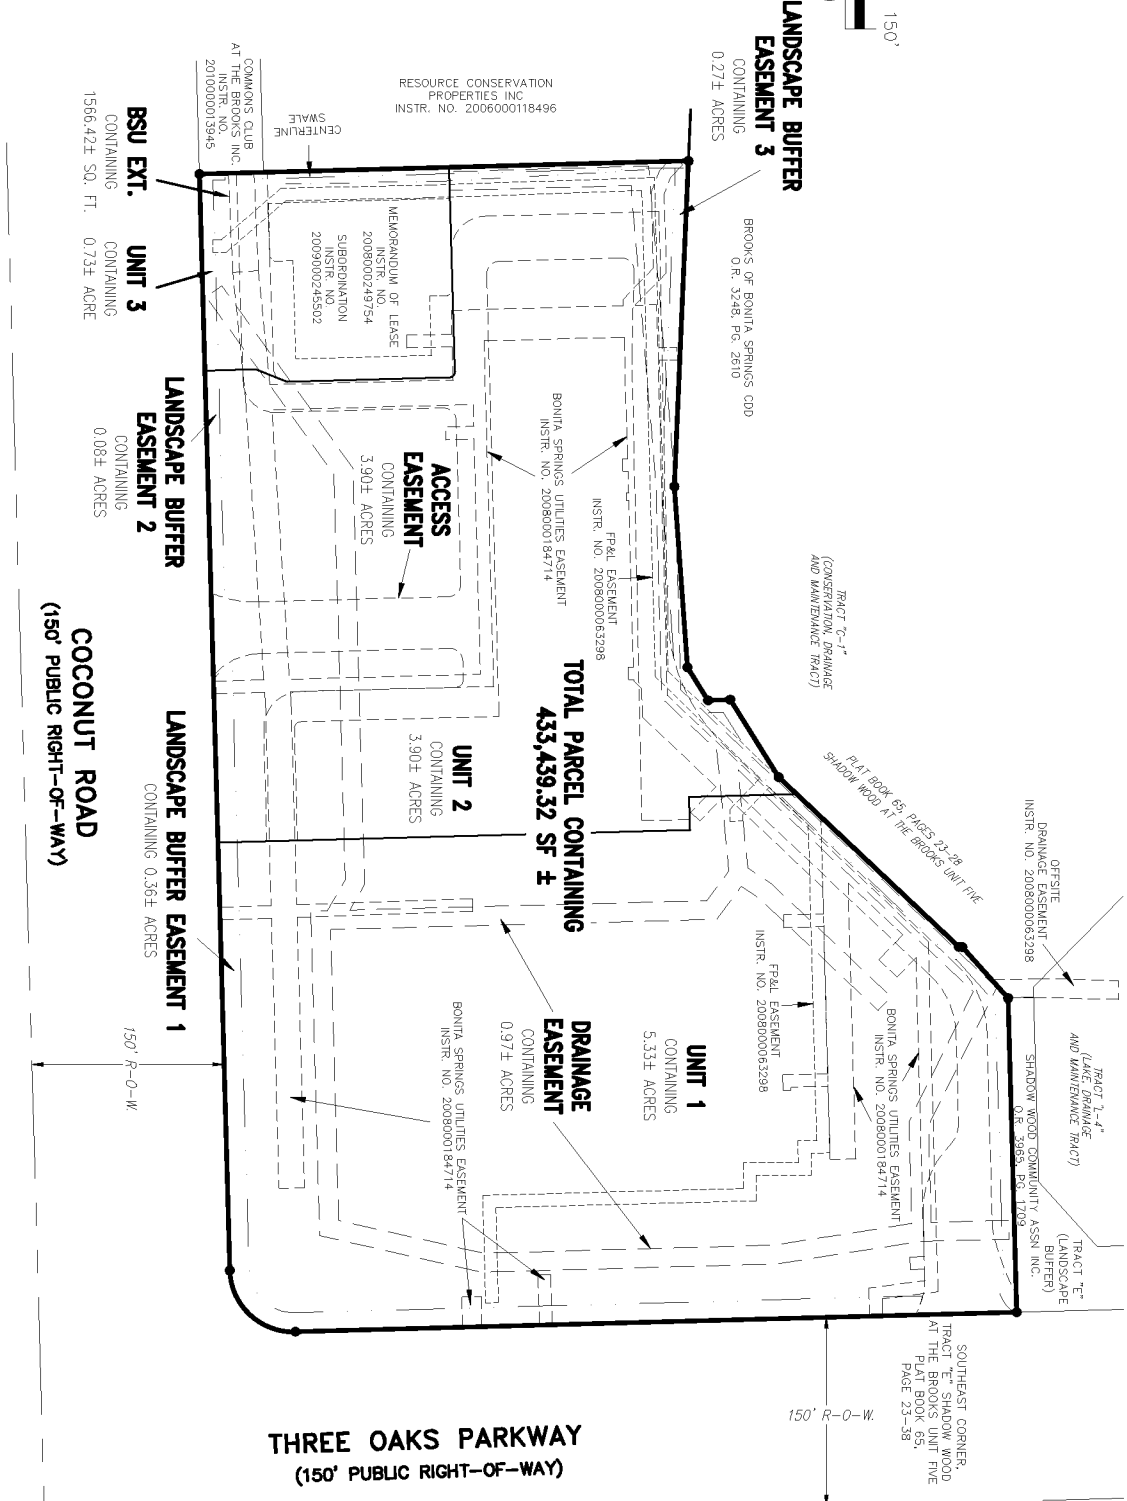 150'
LANDSCAPE BUFFER
EASEMENT 3
CONTAINING
0.27± ACRES
RESOURCE CONSERVATION
PROPERTIES INC
INSTR. NO. 2006000118496
COMMONS CLUB
AT THE BROOKS INC.
INSTR. NO.
2010000013945
CENTERLINE
SWALE
BSU EXT.
CONTAINING
1566.42± SQ. FT.
UNIT 3
CONTAINING
0.73± ACRE
MEMORANDUM OF LEASE
INSTR. NO.
2008000249754
SUBORDINATION
INSTR. NO.
2009000245502
BROOKS OF BONITA SPRINGS CDD
O.R. 3248, PG. 2610
LANDSCAPE BUFFER
EASEMENT 2
CONTAINING
0.08± ACRES
ACCESS
EASEMENT
CONTAINING
3.90± ACRES
BONITA SPRINGS UTILITIES EASEMENT
INSTR. NO. 2008000184714
FP&L EASEMENT
INSTR. NO. 2008000063298
TRACT "C-1"
(CONSERVATION, DRAINAGE
AND MAINTENANCE TRACT)
TOTAL PARCEL CONTAINING
433,439.32 SF ±
UNIT 2
CONTAINING
3.90± ACRES
COCONUT ROAD
(150' PUBLIC RIGHT-OF-WAY)
LANDSCAPE BUFFER EASEMENT 1
CONTAINING 0.36± ACRES
PLAT BOOK 65, PAGES 23-28
SHADOW WOOD AT THE BROOKS UNIT FIVE
OFFSITE
DRAINAGE EASEMENT
INSTR. NO. 2008000063298
FP&L EASEMENT
INSTR. NO. 2008000063298
BONITA SPRINGS UTILITIES EASEMENT
INSTR. NO. 2008000184714
UNIT 1
CONTAINING
5.33± ACRES
DRAINAGE
EASEMENT
CONTAINING
0.97± ACRES
BONITA SPRINGS UTILITIES EASEMENT
INSTR. NO. 2008000184714
150' R-O-W.
TRACT "L-4"
(LAKE, DRAINAGE
AND MAINTENANCE TRACT)
SHADOW WOOD COMMUNITY ASSN INC.
O.R. 3965, PG. 1709
TRACT "E"
(LANDSCAPE
BUFFER)
SOUTHEAST CORNER,
TRACT "E" SHADOW WOOD
AT THE BROOKS UNIT FIVE
PLAT BOOK 65,
PAGE 23-38
150' R-O-W.
THREE OAKS PARKWAY
(150' PUBLIC RIGHT-OF-WAY)